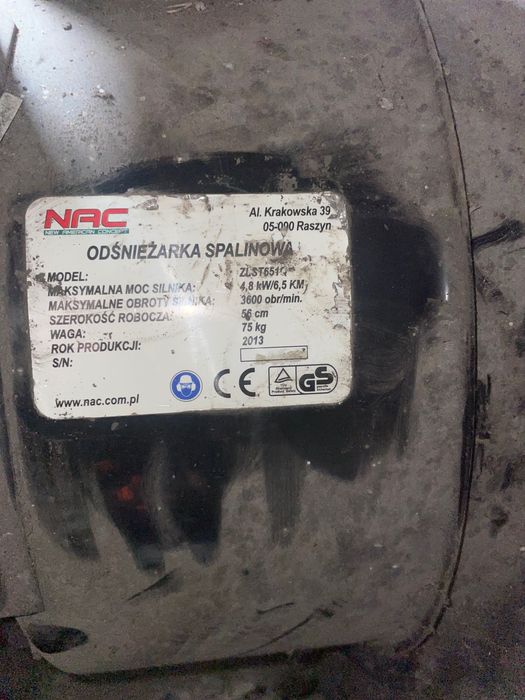 NAC
NEW AMERICAN CONCEPT
Al. Krakowska 39
05-090 Raszyn
ODŚNIEŻARKA SPALINOWA
MODEL: ZLST651Q
MAKSYMALNA MOC SILNIKA: 4,8 kW/6,5 KM
MAKSYMALNE OBROTY SILNIKA: 3600 obr/min.
SZEROKOŚĆ ROBOCZA: 56 cm
WAGA: 75 kg
ROK PRODUKCJI: 2013
S/N:
www.nac.com.pl
CE
GS